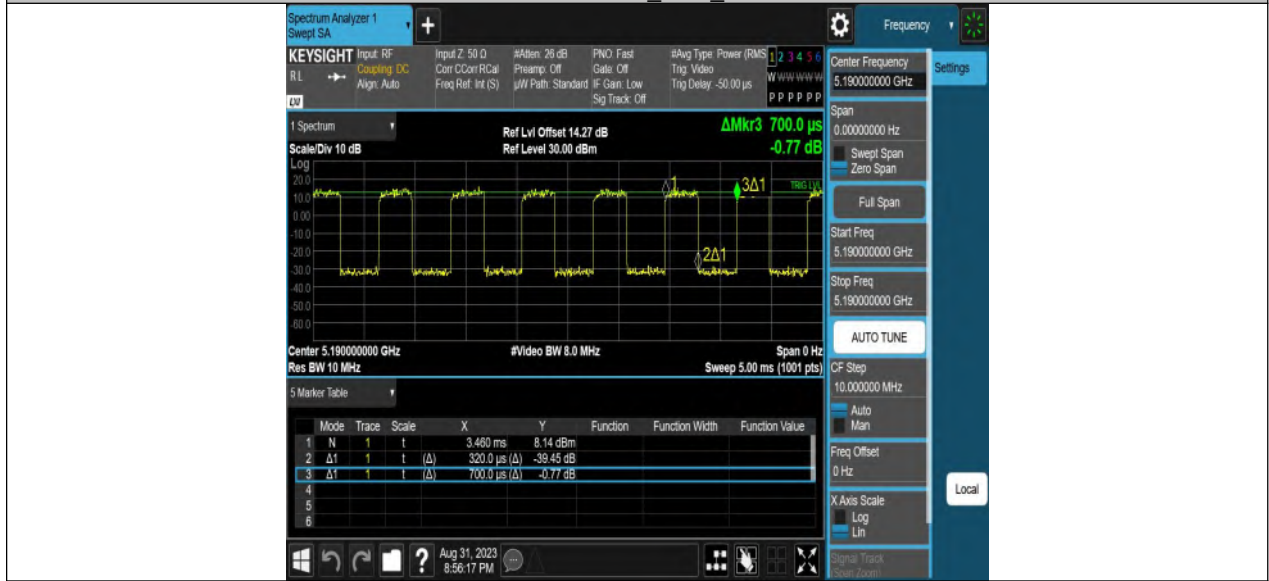 Spectrum Analyzer 1
Swept SA
+
Frequency
KEYSIGHT
Input: RF
Coupling: DC
Align: Auto
RL
LXI
Input Z: 50 Ω
Corr CCorr RCal
Freq Ref: Int (S)
#Atten: 26 dB
Preamp: Off
µW Path: Standard
PNO: Fast
Gate: Off
IF Gain: Low
Sig Track: Off
#Avg Type: Power (RMS
Trig: Video
Trig Delay: -50.00 µs
1 2 3 4 5 6
W W W W W W
P P P P P P
Center Frequency
5.190000000 GHz
Settings
Span
0.00000000 Hz
Swept Span
Zero Span
Full Span
Start Freq
5.190000000 GHz
Stop Freq
5.190000000 GHz
AUTO TUNE
CF Step
10.000000 MHz
Auto
Man
Freq Offset
0 Hz
X Axis Scale
Log
Lin
Signal Track
(Span Zoom)
Local
1 Spectrum
Scale/Div 10 dB
Ref Lvl Offset 14.27 dB
Ref Level 30.00 dBm
ΔMkr3 700.0 µs
-0.77 dB
Log
20.0
10.0
0.00
-10.0
-20.0
-30.0
-40.0
-50.0
-60.0
1
3Δ1
TRIG LVL
2Δ1
Center 5.190000000 GHz
#Video BW 8.0 MHz
Span 0 Hz
Res BW 10 MHz
Sweep 5.00 ms (1001 pts)
5 Marker Table
Mode Trace Scale X Y Function Function Width Function Value
1 N 1 t 3.460 ms 8.14 dBm
2 Δ1 1 t (Δ) 320.0 µs (Δ) -39.45 dB
3 Δ1 1 t (Δ) 700.0 µs (Δ) -0.77 dB
4
5
6
?
Aug 31, 2023
8:56:17 PM